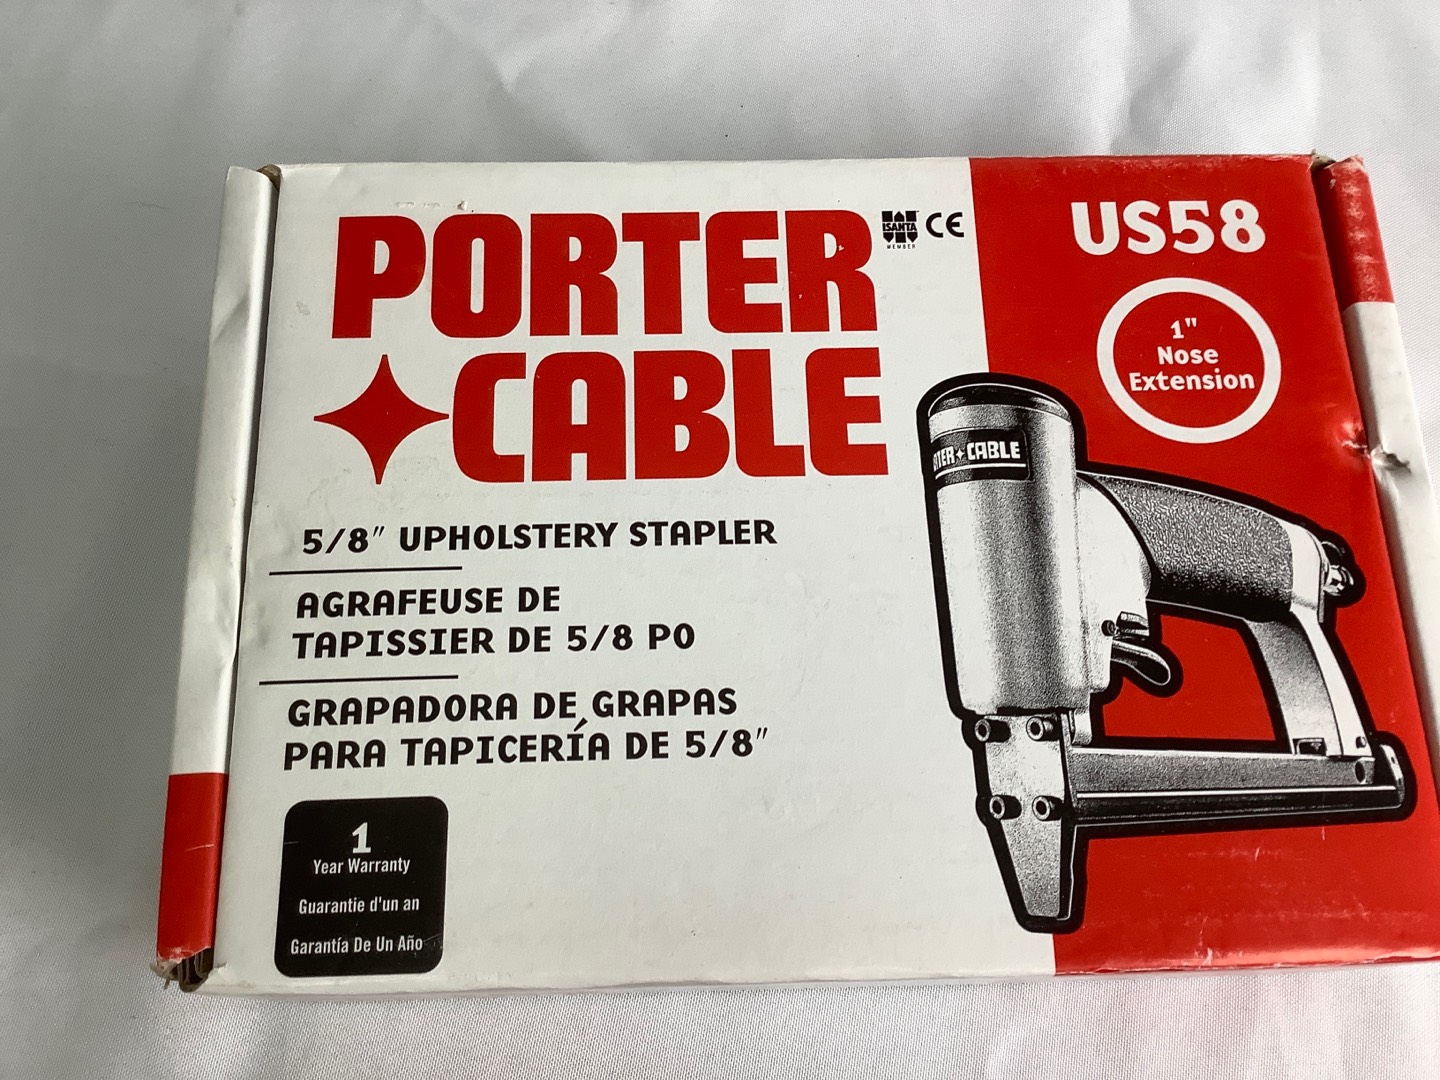 PORTER
CABLE
ISANTA
MEMBER
CE
US58
1"
Nose
Extension
TER CABLE
5/8" UPHOLSTERY STAPLER
AGRAFEUSE DE
TAPISSIER DE 5/8 PO
GRAPADORA DE GRAPAS
PARA TAPICERÍA DE 5/8"
1
Year Warranty
Guarantie d'un an
Garantía De Un Año